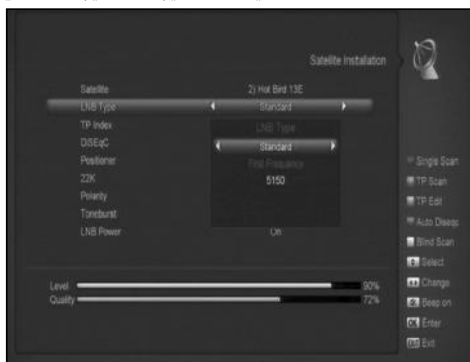 Satellite Installation
Satellite 2) Hot Bird 13E
LNB Type Standard
TP Index LNB Type
DiSEqC Standard
Positioner First Frequency
22K 5150
Polarity
Toneburst
LNB Power On
Level 90%
Quality 72%
Single Scan
TP Scan
TP Edit
Auto Diseqc
Blind Scan
Select
Change
Beep on
OK Enter
EXIT Exit